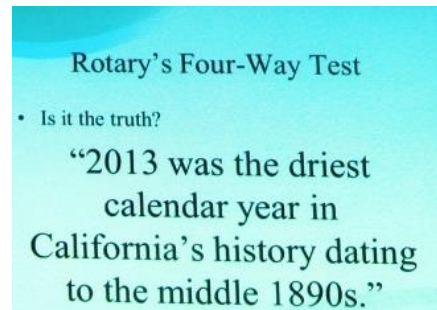 Rotary's Four-Way Test
• Is it the truth?
“2013 was the driest
calendar year in
California's history dating
to the middle 1890s.”